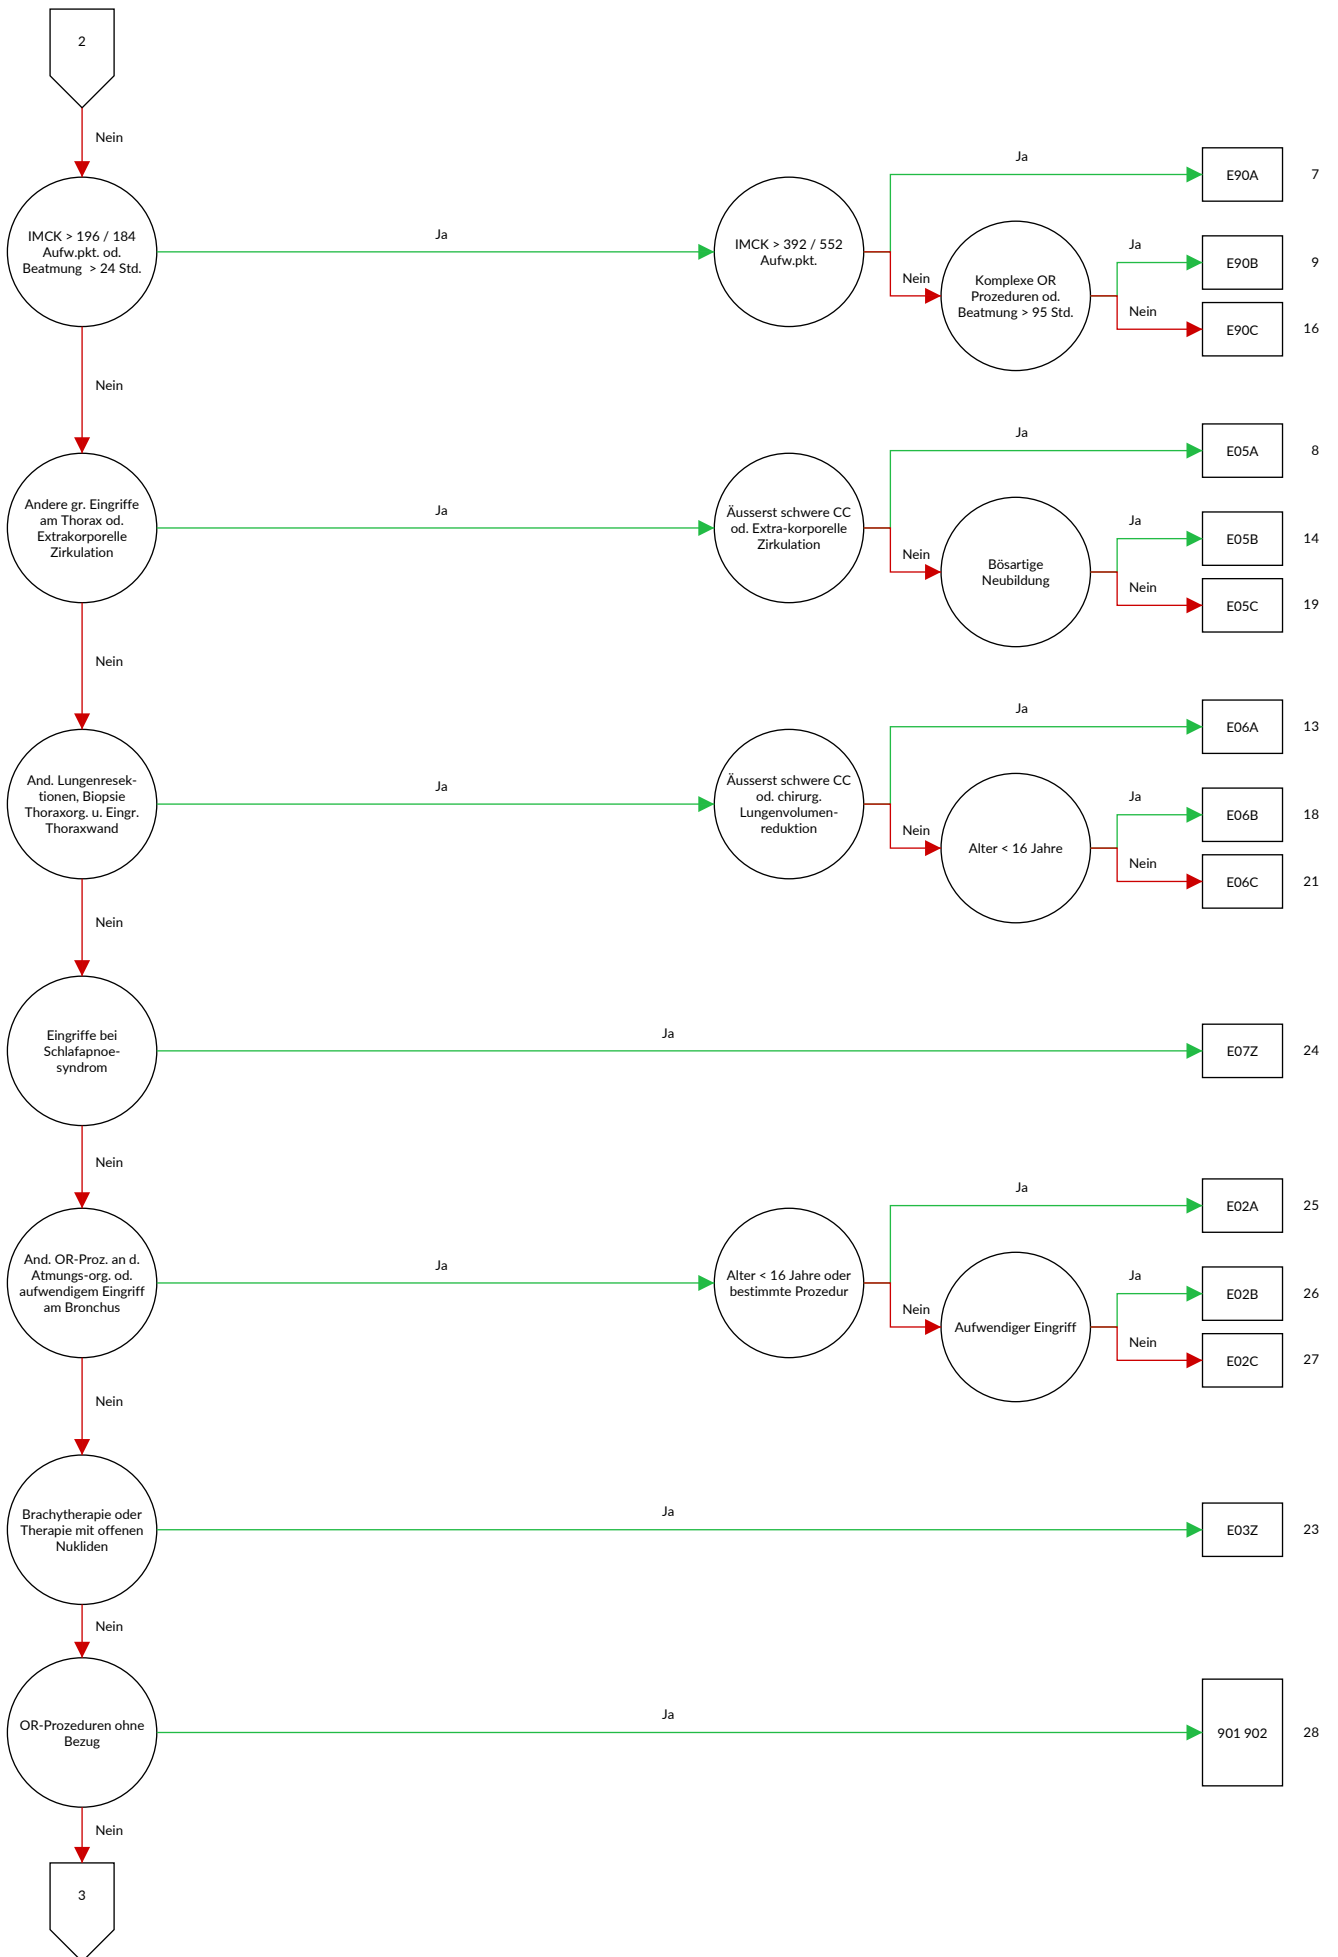 2
Nein
IMCK > 196 / 184
Aufw.pkt. od.
Beatmung > 24 Std.
Ja
IMCK > 392 / 552
Aufw.pkt.
Ja
E90A
7
Nein
Komplexe OR
Prozeduren od.
Beatmung > 95 Std.
Ja
E90B
9
Nein
E90C
16
Nein
Andere gr. Eingriffe
am Thorax od.
Extrakorporelle
Zirkulation
Ja
Äusserst schwere CC
od. Extra-korporelle
Zirkulation
Ja
E05A
8
Nein
Bösartige
Neubildung
Ja
E05B
14
Nein
E05C
19
Nein
And. Lungenresek-
tionen, Biopsie
Thoraxorg. u. Eingr.
Thoraxwand
Ja
Äusserst schwere CC
od. chirurg.
Lungenvolumen-
reduktion
Ja
E06A
13
Nein
Alter < 16 Jahre
Ja
E06B
18
Nein
E06C
21
Nein
Eingriffe bei
Schlafapnoe-
syndrom
Ja
E07Z
24
Nein
And. OR-Proz. an d.
Atmungs-org. od.
aufwendigem Eingriff
am Bronchus
Ja
Alter < 16 Jahre oder
bestimmte Prozedur
Ja
E02A
25
Nein
Aufwendiger Eingriff
Ja
E02B
26
Nein
E02C
27
Nein
Brachytherapie oder
Therapie mit offenen
Nukliden
Ja
E03Z
23
Nein
OR-Prozeduren ohne
Bezug
Ja
901 902
28
Nein
3